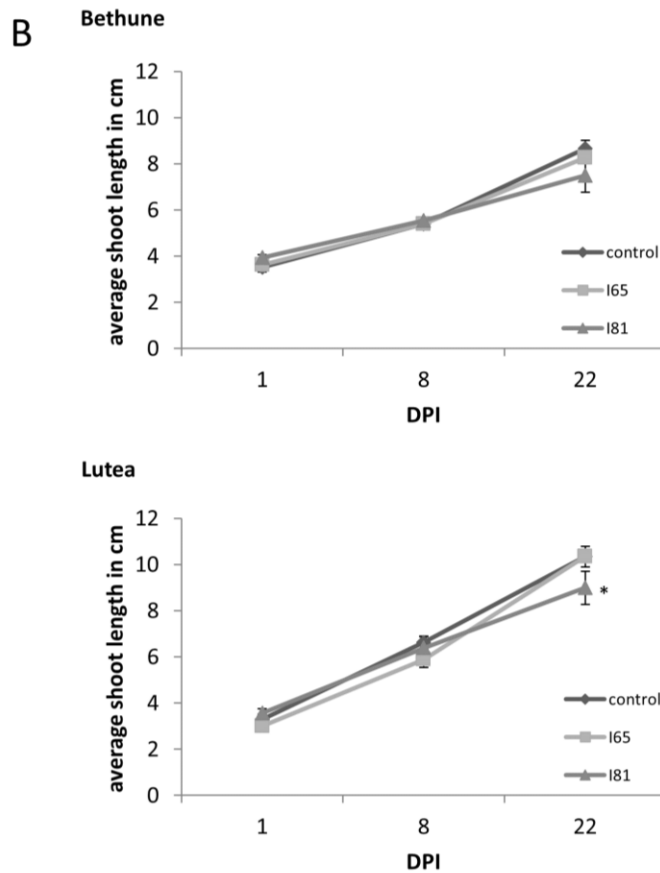 B
Bethune
average shoot length in cm
12
10
8
6
4
2
0
control
I65
I81
1 8 22
DPI
Lutea
average shoot length in cm
12
10
8
6
4
2
0
*
control
I65
I81
1 8 22
DPI